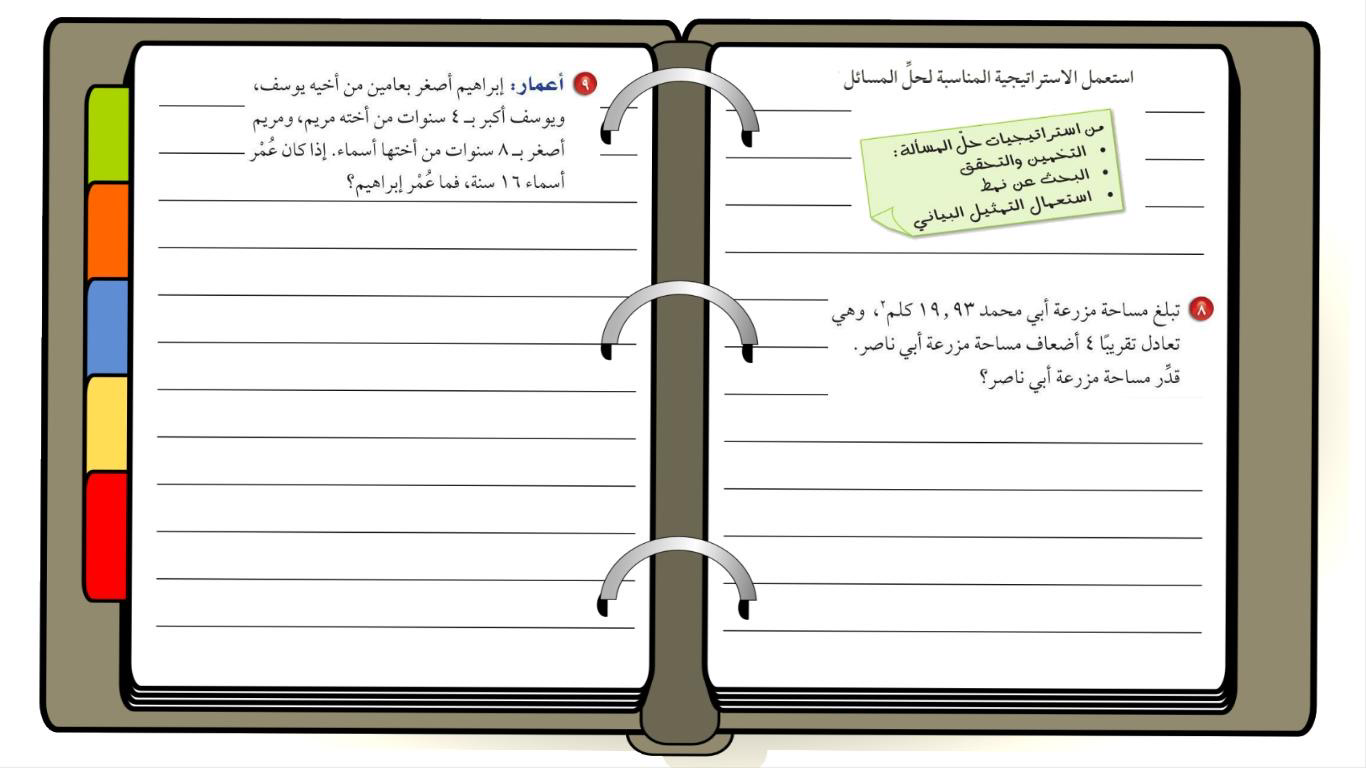 استعمل الاستراتيجية المناسبة لحلِّ المسائل
من استراتيجيات حلّ المسألة:
• التخمين والتحقق
• البحث عن نمط
• استعمال التمثيل البياني
٨ تبلغ مساحة مزرعة أبي محمد ١٩,٩٣ كلم٢، وهي
تعادل تقريبًا ٤ أضعاف مساحة مزرعة أبي ناصر.
قدِّر مساحة مزرعة أبي ناصر؟
٩ أعمار: إبراهيم أصغر بعامين من أخيه يوسف،
ويوسف أكبر بـ ٤ سنوات من أخته مريم، ومريم
أصغر بـ ٨ سنوات من أختها أسماء. إذا كان عُمْر
أسماء ١٦ سنة، فما عُمْر إبراهيم؟